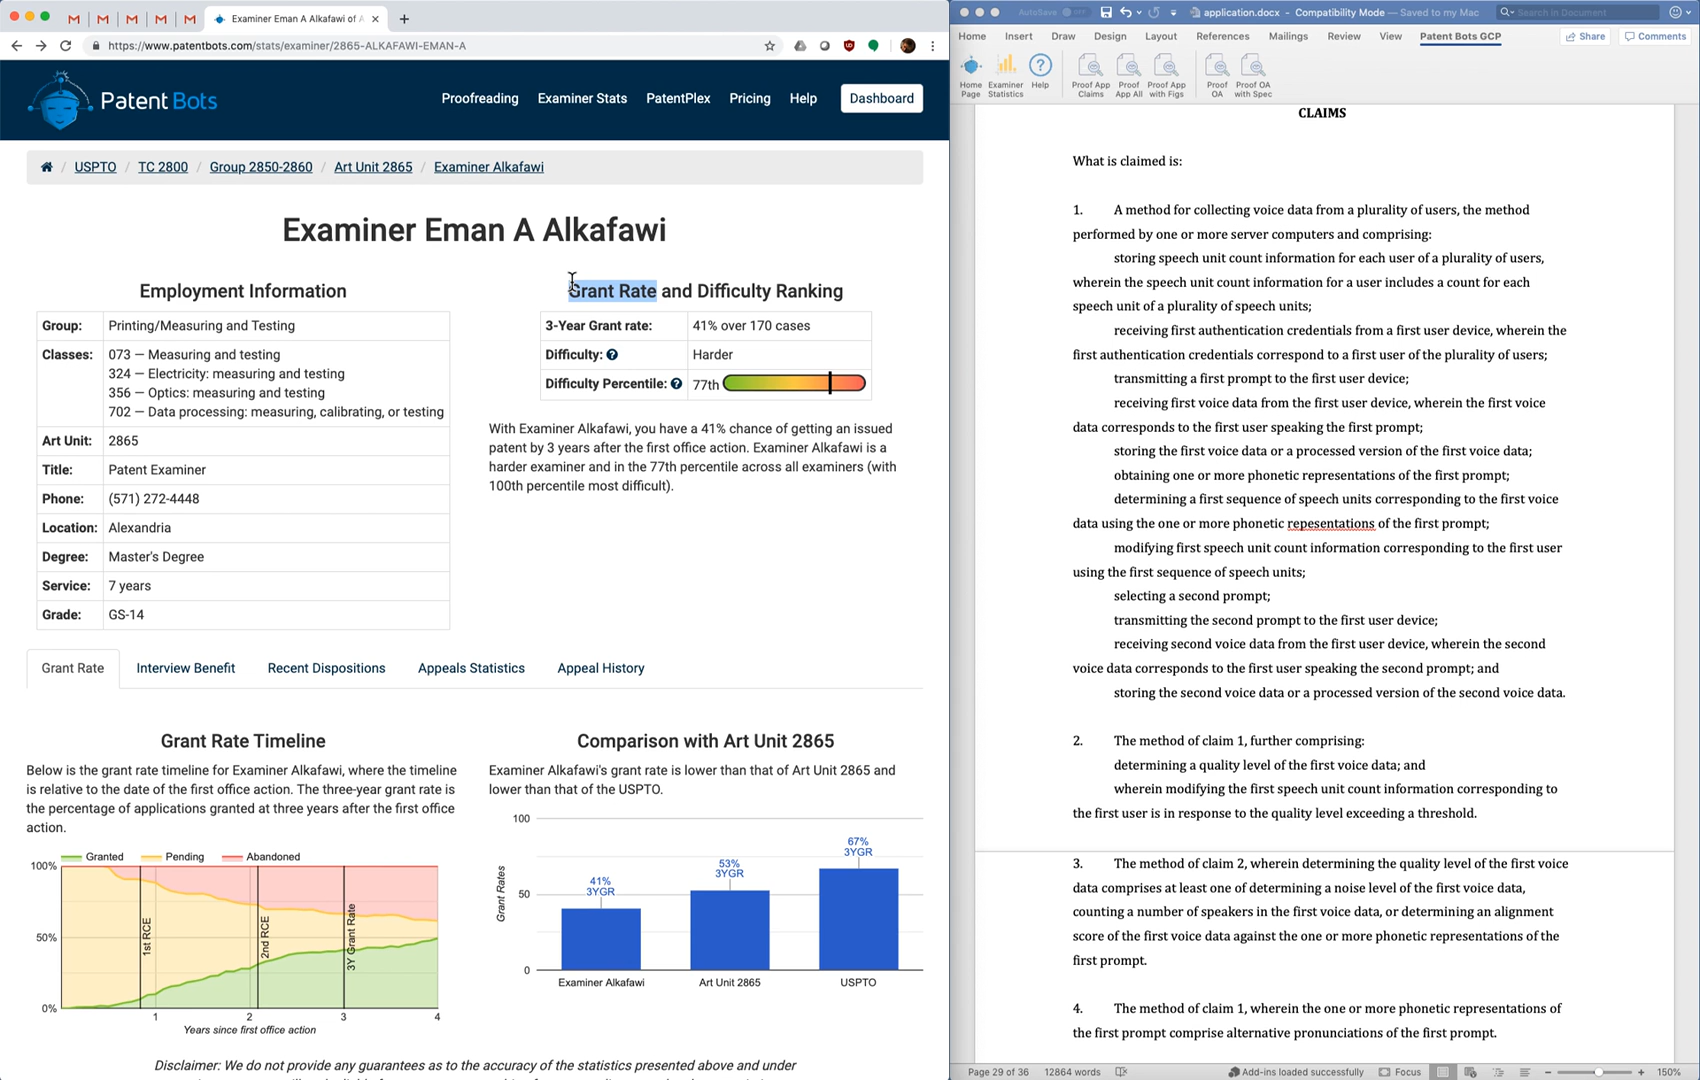 Examiner Eman A Alkafawi of A
https://www.patentbots.com/stats/examiner/2865-ALKAFAWI-EMAN-A
Patent Bots
Proofreading
Examiner Stats
PatentPlex
Pricing
Help
Dashboard
/ USPTO / TC 2800 / Group 2850-2860 / Art Unit 2865 / Examiner Alkafawi
Examiner Eman A Alkafawi
Employment Information
Group: Printing/Measuring and Testing
Classes: 073 — Measuring and testing
324 — Electricity: measuring and testing
356 — Optics: measuring and testing
702 — Data processing: measuring, calibrating, or testing
Art Unit: 2865
Title: Patent Examiner
Phone: (571) 272-4448
Location: Alexandria
Degree: Master's Degree
Service: 7 years
Grade: GS-14
Grant Rate and Difficulty Ranking
3-Year Grant rate: 41% over 170 cases
Difficulty: ? Harder
Difficulty Percentile: ? 77th
With Examiner Alkafawi, you have a 41% chance of getting an issued
patent by 3 years after the first office action. Examiner Alkafawi is a
harder examiner and in the 77th percentile across all examiners (with
100th percentile most difficult).
Grant Rate
Interview Benefit
Recent Dispositions
Appeals Statistics
Appeal History
Grant Rate Timeline
Below is the grant rate timeline for Examiner Alkafawi, where the timeline
is relative to the date of the first office action. The three-year grant rate is
the percentage of applications granted at three years after the first office
action.
Granted Pending Abandoned
100%
50%
0%
1st RCE
2nd RCE
3Y Grant Rate
1 2 3 4
Years since first office action
Comparison with Art Unit 2865
Examiner Alkafawi's grant rate is lower than that of Art Unit 2865 and
lower than that of the USPTO.
100
50
0
Grant Rates
41%
3YGR
53%
3YGR
67%
3YGR
Examiner Alkafawi
Art Unit 2865
USPTO
Disclaimer: We do not provide any guarantees as to the accuracy of the statistics presented above and under
AutoSave OFF
application.docx - Compatibility Mode — Saved to my Mac
Search in Document
Home
Insert
Draw
Design
Layout
References
Mailings
Review
View
Patent Bots GCP
Share
Comments
Home Page
Examiner Statistics
Help
Proof App Claims
Proof App All
Proof App with Figs
Proof OA
Proof OA with Spec
CLAIMS
What is claimed is:
1. A method for collecting voice data from a plurality of users, the method
performed by one or more server computers and comprising:
storing speech unit count information for each user of a plurality of users,
wherein the speech unit count information for a user includes a count for each
speech unit of a plurality of speech units;
receiving first authentication credentials from a first user device, wherein the
first authentication credentials correspond to a first user of the plurality of users;
transmitting a first prompt to the first user device;
receiving first voice data from the first user device, wherein the first voice
data corresponds to the first user speaking the first prompt;
storing the first voice data or a processed version of the first voice data;
obtaining one or more phonetic representations of the first prompt;
determining a first sequence of speech units corresponding to the first voice
data using the one or more phonetic repesentations of the first prompt;
modifying first speech unit count information corresponding to the first user
using the first sequence of speech units;
selecting a second prompt;
transmitting the second prompt to the first user device;
receiving second voice data from the first user device, wherein the second
voice data corresponds to the first user speaking the second prompt; and
storing the second voice data or a processed version of the second voice data.
2. The method of claim 1, further comprising:
determining a quality level of the first voice data; and
wherein modifying the first speech unit count information corresponding to
the first user is in response to the quality level exceeding a threshold.
3. The method of claim 2, wherein determining the quality level of the first voice
data comprises at least one of determining a noise level of the first voice data,
counting a number of speakers in the first voice data, or determining an alignment
score of the first voice data against the one or more phonetic representations of the
first prompt.
4. The method of claim 1, wherein the one or more phonetic representations of
the first prompt comprise alternative pronunciations of the first prompt.
Page 29 of 36
12864 words
Add-ins loaded successfully
Focus
150%